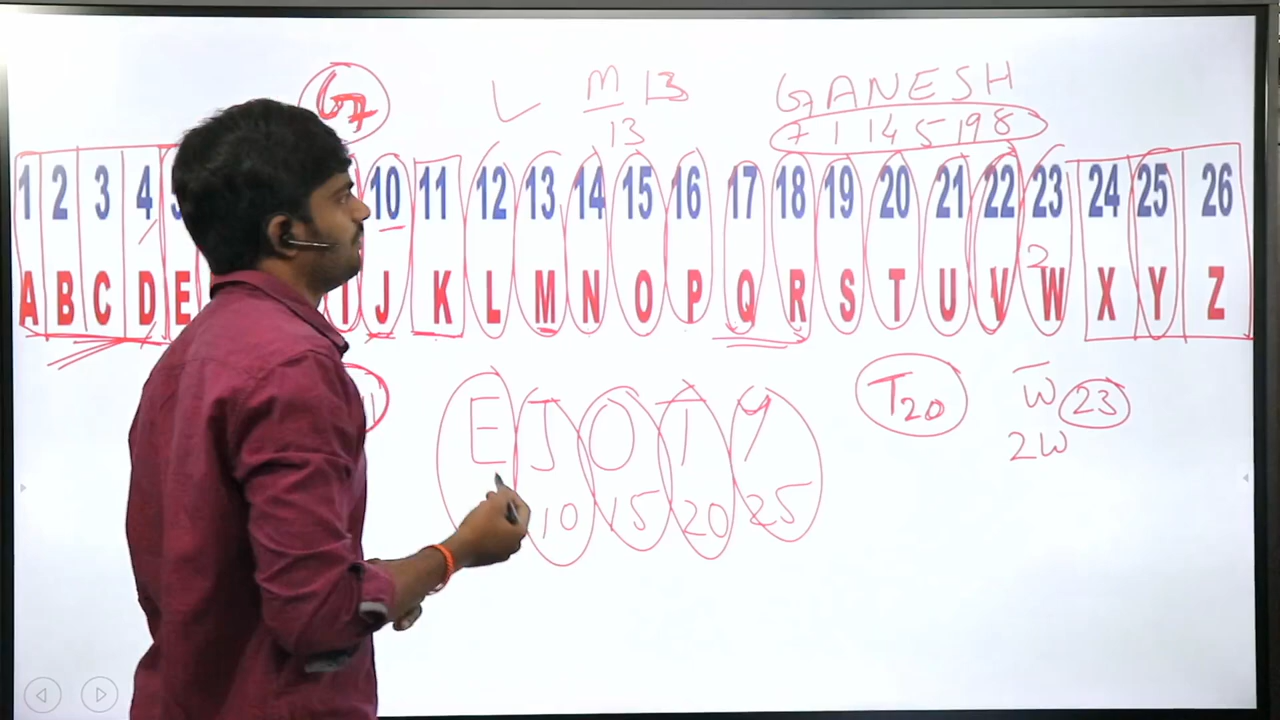 G7 L M 13 GANESH
13 7 1 14 5 19 8
1 2 3 4 5 10 11 12 13 14 15 16 17 18 19 20 21 22 23 24 25 26
2
A B C D E I J K L M N O P Q R S T U V W X Y Z
E J O T Y T20 W 23
2W
10 15 20 25